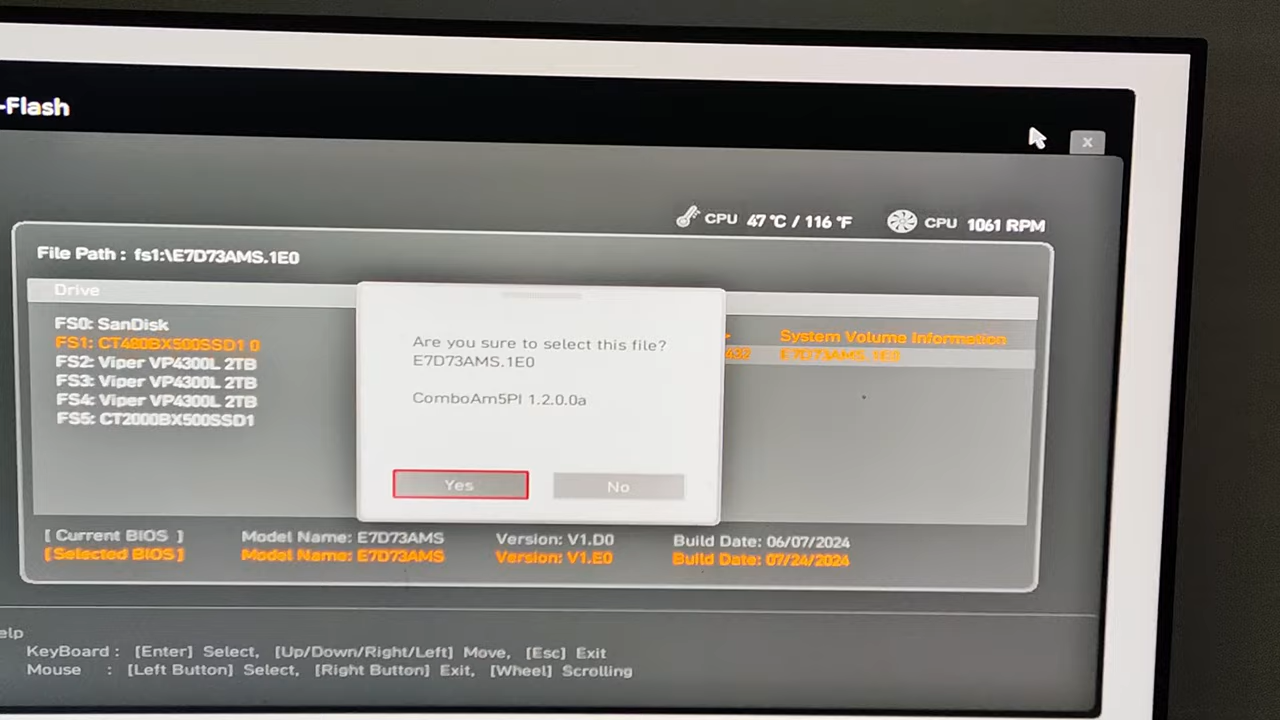 -Flash
x
CPU 47 °C / 116 °F CPU 1061 RPM
File Path : fs1:\E7D73AMS.1E0
Drive
FS0: SanDisk
FS1: CT480BX500SSD1 0
FS2: Viper VP4300L 2TB
FS3: Viper VP4300L 2TB
FS4: Viper VP4300L 2TB
FS5: CT2000BX500SSD1
System Volume Information
432 E7D73AMS.1E0
Are you sure to select this file?
E7D73AMS.1E0
ComboAm5PI 1.2.0.0a
Yes No
[ Current BIOS ] Model Name: E7D73AMS Version: V1.D0 Build Date: 06/07/2024
[Selected BIOS] Model Name: E7D73AMS Version: V1.E0 Build Date: 07/24/2024
elp
KeyBoard : [Enter] Select, [Up/Down/Right/Left] Move, [Esc] Exit
Mouse : [Left Button] Select, [Right Button] Exit, [Wheel] Scrolling